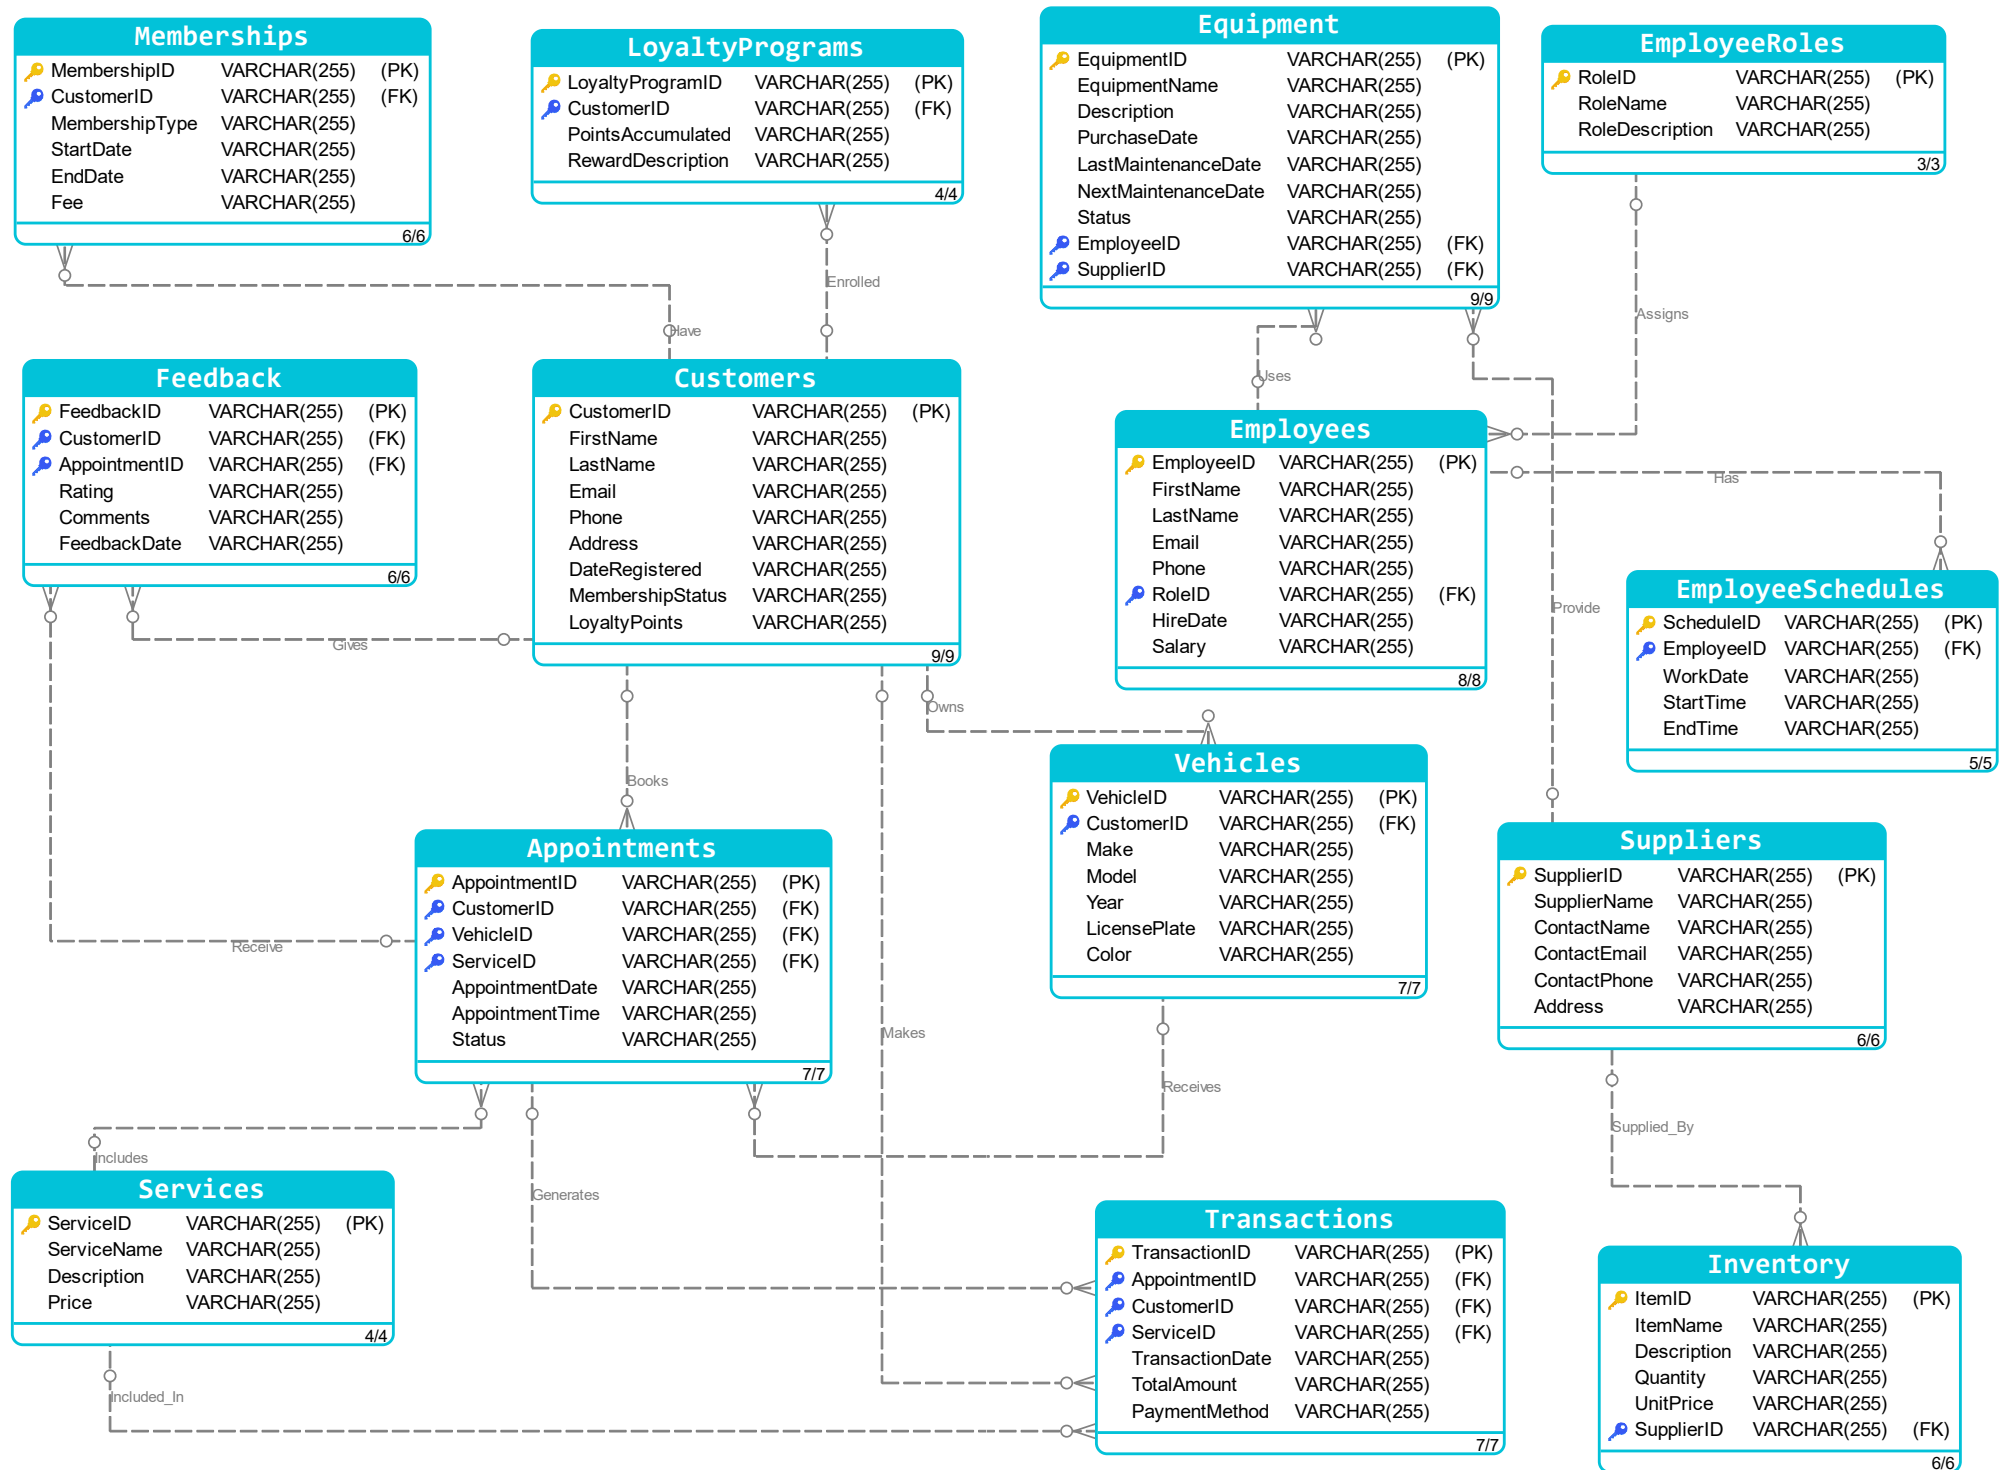 Memberships
MembershipID VARCHAR(255) (PK)
CustomerID VARCHAR(255) (FK)
MembershipType VARCHAR(255)
StartDate VARCHAR(255)
EndDate VARCHAR(255)
Fee VARCHAR(255)
6/6
LoyaltyPrograms
LoyaltyProgramID VARCHAR(255) (PK)
CustomerID VARCHAR(255) (FK)
PointsAccumulated VARCHAR(255)
RewardDescription VARCHAR(255)
4/4
Equipment
EquipmentID VARCHAR(255) (PK)
EquipmentName VARCHAR(255)
Description VARCHAR(255)
PurchaseDate VARCHAR(255)
LastMaintenanceDate VARCHAR(255)
NextMaintenanceDate VARCHAR(255)
Status VARCHAR(255)
EmployeeID VARCHAR(255) (FK)
SupplierID VARCHAR(255) (FK)
9/9
EmployeeRoles
RoleID VARCHAR(255) (PK)
RoleName VARCHAR(255)
RoleDescription VARCHAR(255)
3/3
Enrolled
Have
Assigns
Uses
Feedback
FeedbackID VARCHAR(255) (PK)
CustomerID VARCHAR(255) (FK)
AppointmentID VARCHAR(255) (FK)
Rating VARCHAR(255)
Comments VARCHAR(255)
FeedbackDate VARCHAR(255)
6/6
Customers
CustomerID VARCHAR(255) (PK)
FirstName VARCHAR(255)
LastName VARCHAR(255)
Email VARCHAR(255)
Phone VARCHAR(255)
Address VARCHAR(255)
DateRegistered VARCHAR(255)
MembershipStatus VARCHAR(255)
LoyaltyPoints VARCHAR(255)
9/9
Employees
EmployeeID VARCHAR(255) (PK)
FirstName VARCHAR(255)
LastName VARCHAR(255)
Email VARCHAR(255)
Phone VARCHAR(255)
RoleID VARCHAR(255) (FK)
HireDate VARCHAR(255)
Salary VARCHAR(255)
8/8
Has
Provide
EmployeeSchedules
ScheduleID VARCHAR(255) (PK)
EmployeeID VARCHAR(255) (FK)
WorkDate VARCHAR(255)
StartTime VARCHAR(255)
EndTime VARCHAR(255)
5/5
Gives
Owns
Books
Receive
Appointments
AppointmentID VARCHAR(255) (PK)
CustomerID VARCHAR(255) (FK)
VehicleID VARCHAR(255) (FK)
ServiceID VARCHAR(255) (FK)
AppointmentDate VARCHAR(255)
AppointmentTime VARCHAR(255)
Status VARCHAR(255)
7/7
Vehicles
VehicleID VARCHAR(255) (PK)
CustomerID VARCHAR(255) (FK)
Make VARCHAR(255)
Model VARCHAR(255)
Year VARCHAR(255)
LicensePlate VARCHAR(255)
Color VARCHAR(255)
7/7
Suppliers
SupplierID VARCHAR(255) (PK)
SupplierName VARCHAR(255)
ContactName VARCHAR(255)
ContactEmail VARCHAR(255)
ContactPhone VARCHAR(255)
Address VARCHAR(255)
6/6
Makes
Receives
Supplied_By
Includes
Generates
Services
ServiceID VARCHAR(255) (PK)
ServiceName VARCHAR(255)
Description VARCHAR(255)
Price VARCHAR(255)
4/4
Included_In
Transactions
TransactionID VARCHAR(255) (PK)
AppointmentID VARCHAR(255) (FK)
CustomerID VARCHAR(255) (FK)
ServiceID VARCHAR(255) (FK)
TransactionDate VARCHAR(255)
TotalAmount VARCHAR(255)
PaymentMethod VARCHAR(255)
7/7
Inventory
ItemID VARCHAR(255) (PK)
ItemName VARCHAR(255)
Description VARCHAR(255)
Quantity VARCHAR(255)
UnitPrice VARCHAR(255)
SupplierID VARCHAR(255) (FK)
6/6